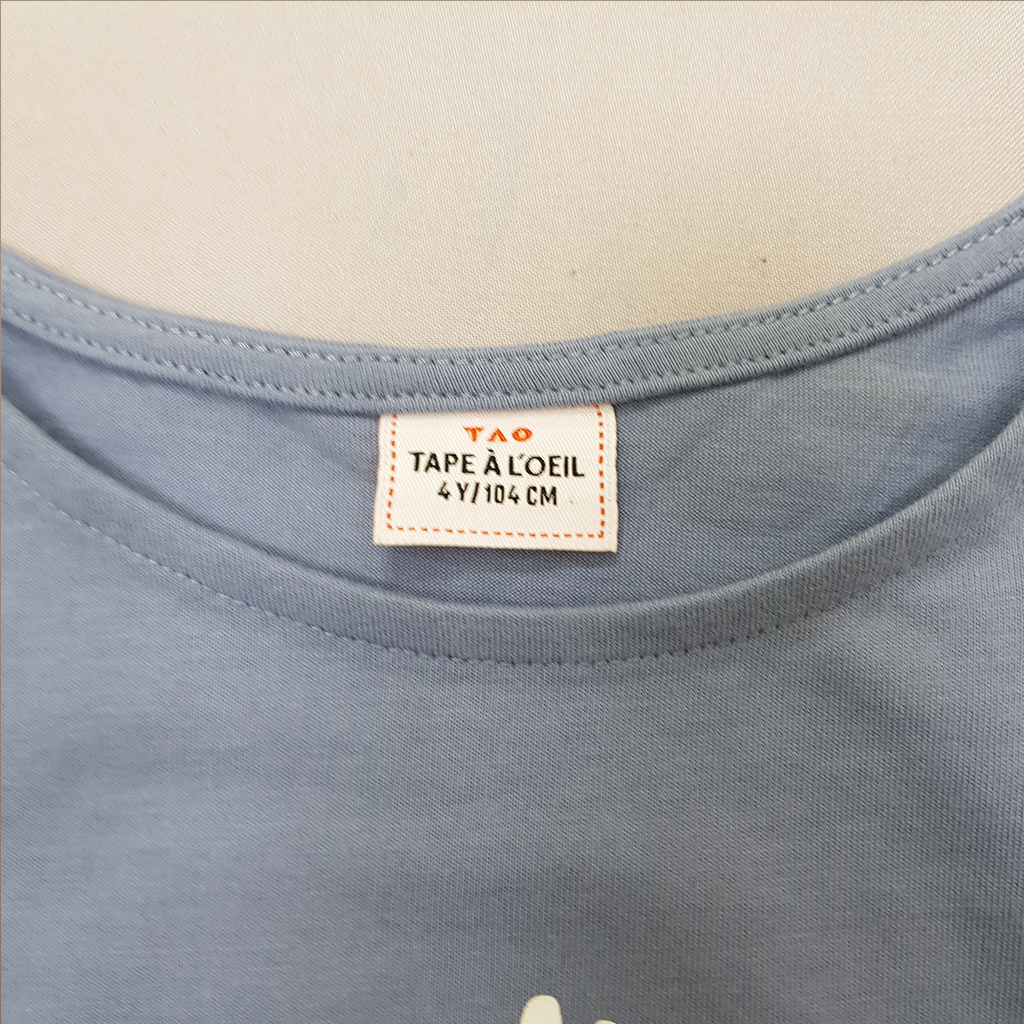 TAO
TAPE À L'OEIL
4 Y/104 CM